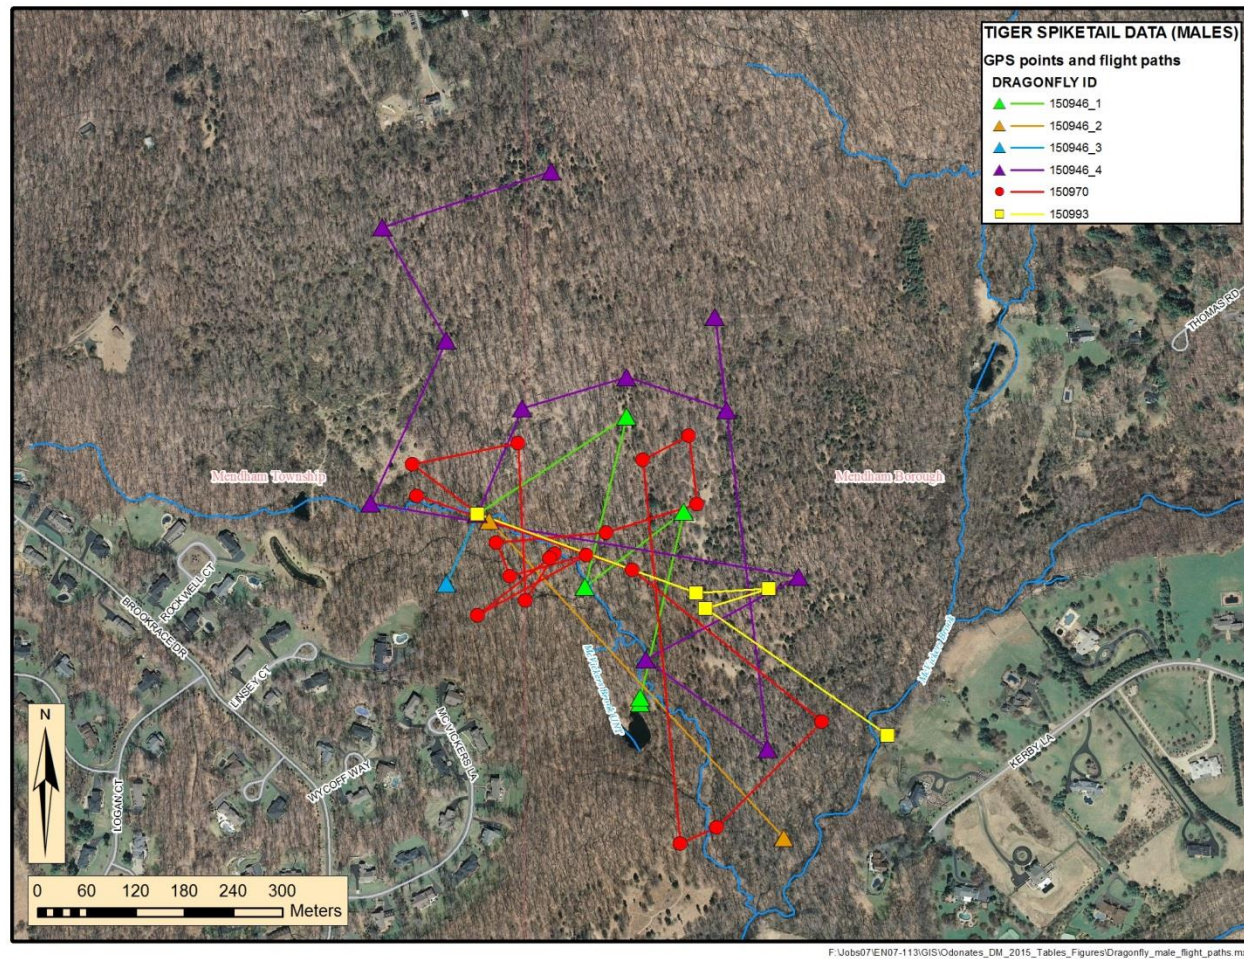 TIGER SPIKETAIL DATA (MALES)
GPS points and flight paths
DRAGONFLY ID
150946_1
150946_2
150946_3
150946_4
150970
150993
THOMAS RD
Mendham Township
Mendham Borough
ROCKWELL CT
BROOKRACE DR
LINSEY CT
MC VICKERS LA
WYCOFF WAY
LOGAN CT
KERBY LA
N
0 60 120 180 240 300
Meters
F:\Jobs07\EN07-113\GIS\Odonates_DM_2015_Tables_Figures\Dragonfly_male_flight_paths.m